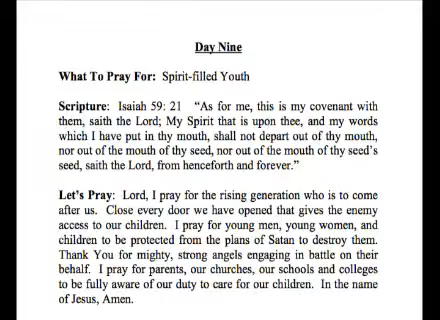 Day Nine
What To Pray For: Spirit-filled Youth
Scripture: Isaiah 59: 21 “As for me, this is my covenant with
them, saith the Lord; My Spirit that is upon thee, and my words
which I have put in thy mouth, shall not depart out of thy mouth,
nor out of the mouth of thy seed, nor out of the mouth of thy seed’s
seed, saith the Lord, from henceforth and forever.”
Let’s Pray: Lord, I pray for the rising generation who is to come
after us. Close every door we have opened that gives the enemy
access to our children. I pray for young men, young women, and
children to be protected from the plans of Satan to destroy them.
Thank You for mighty, strong angels engaging in battle on their
behalf. I pray for parents, our churches, our schools and colleges
to be fully aware of our duty to care for our children. In the name
of Jesus, Amen.